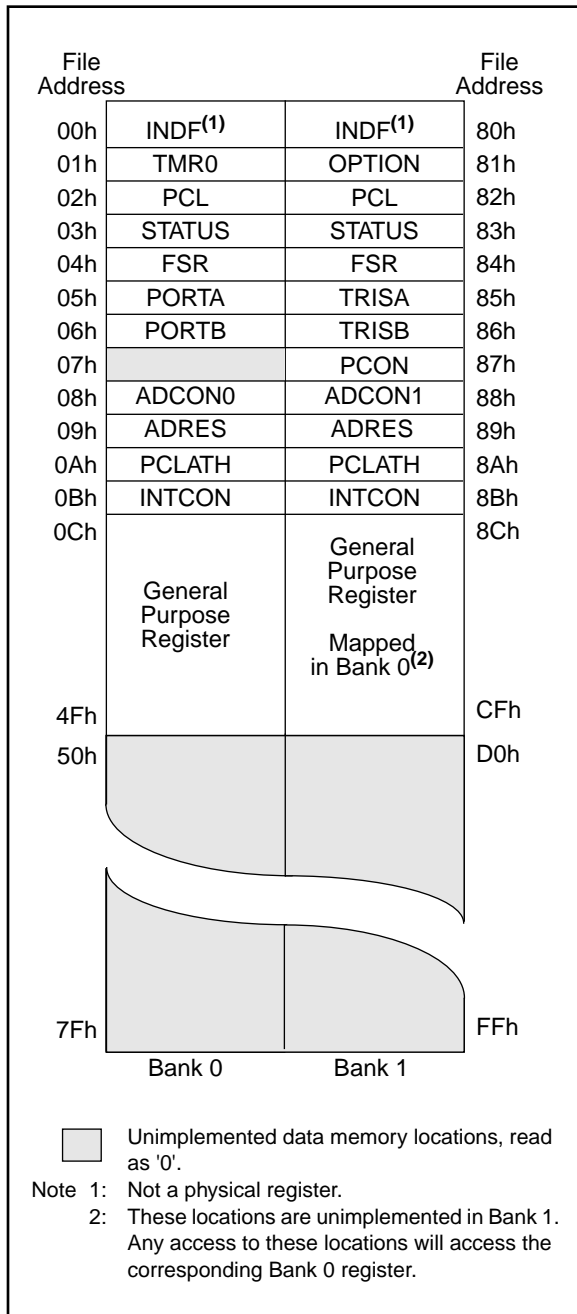 File Address File Address
00h INDF(1) INDF(1) 80h
01h TMR0 OPTION 81h
02h PCL PCL 82h
03h STATUS STATUS 83h
04h FSR FSR 84h
05h PORTA TRISA 85h
06h PORTB TRISB 86h
07h PCON 87h
08h ADCON0 ADCON1 88h
09h ADRES ADRES 89h
0Ah PCLATH PCLATH 8Ah
0Bh INTCON INTCON 8Bh
0Ch 8Ch
General
Purpose
Register
General
Purpose
Register
Mapped
in Bank 0(2)
4Fh CFh
50h D0h
7Fh FFh
Bank 0 Bank 1
Unimplemented data memory locations, read
as '0'.
Note 1: Not a physical register.
2: These locations are unimplemented in Bank 1.
Any access to these locations will access the
corresponding Bank 0 register.